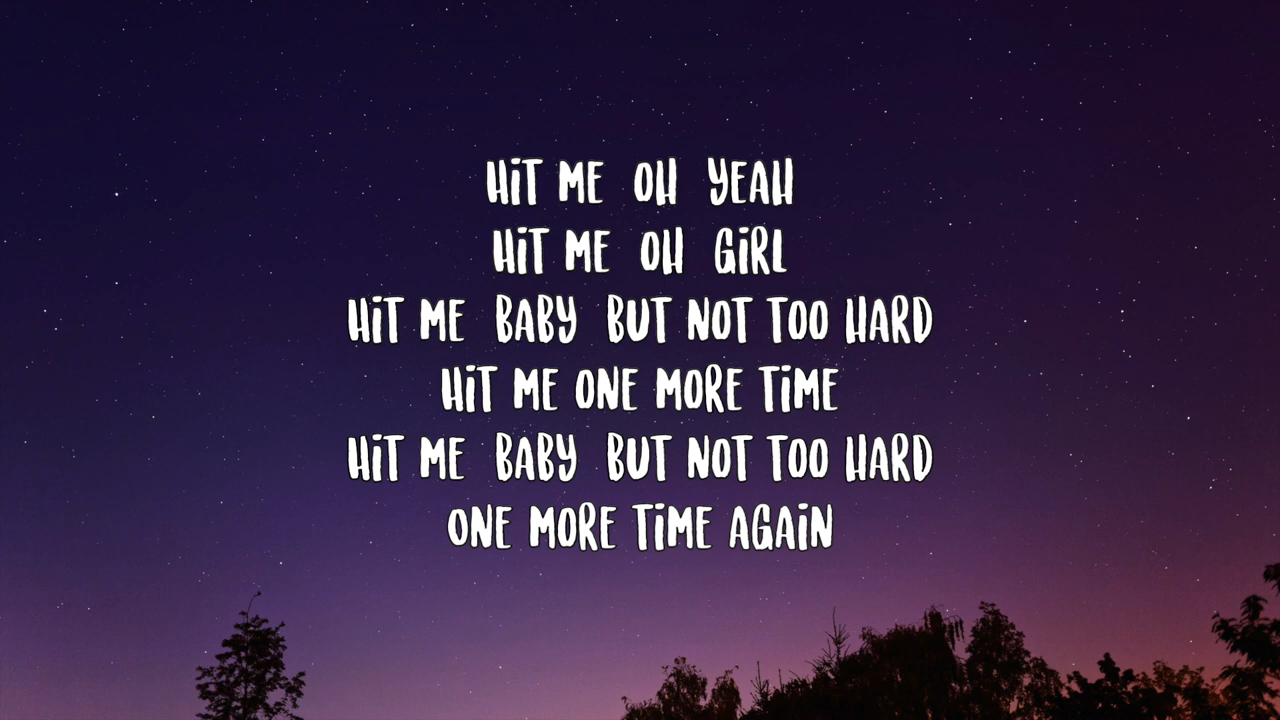 HiT ME OH YEAH
HiT ME OH GiRL
HiT ME BABY BUT NOT TOO HARD
HiT ME ONE MORE TiME
HiT ME BABY BUT NOT TOO HARD
ONE MORE TiME AGAiN